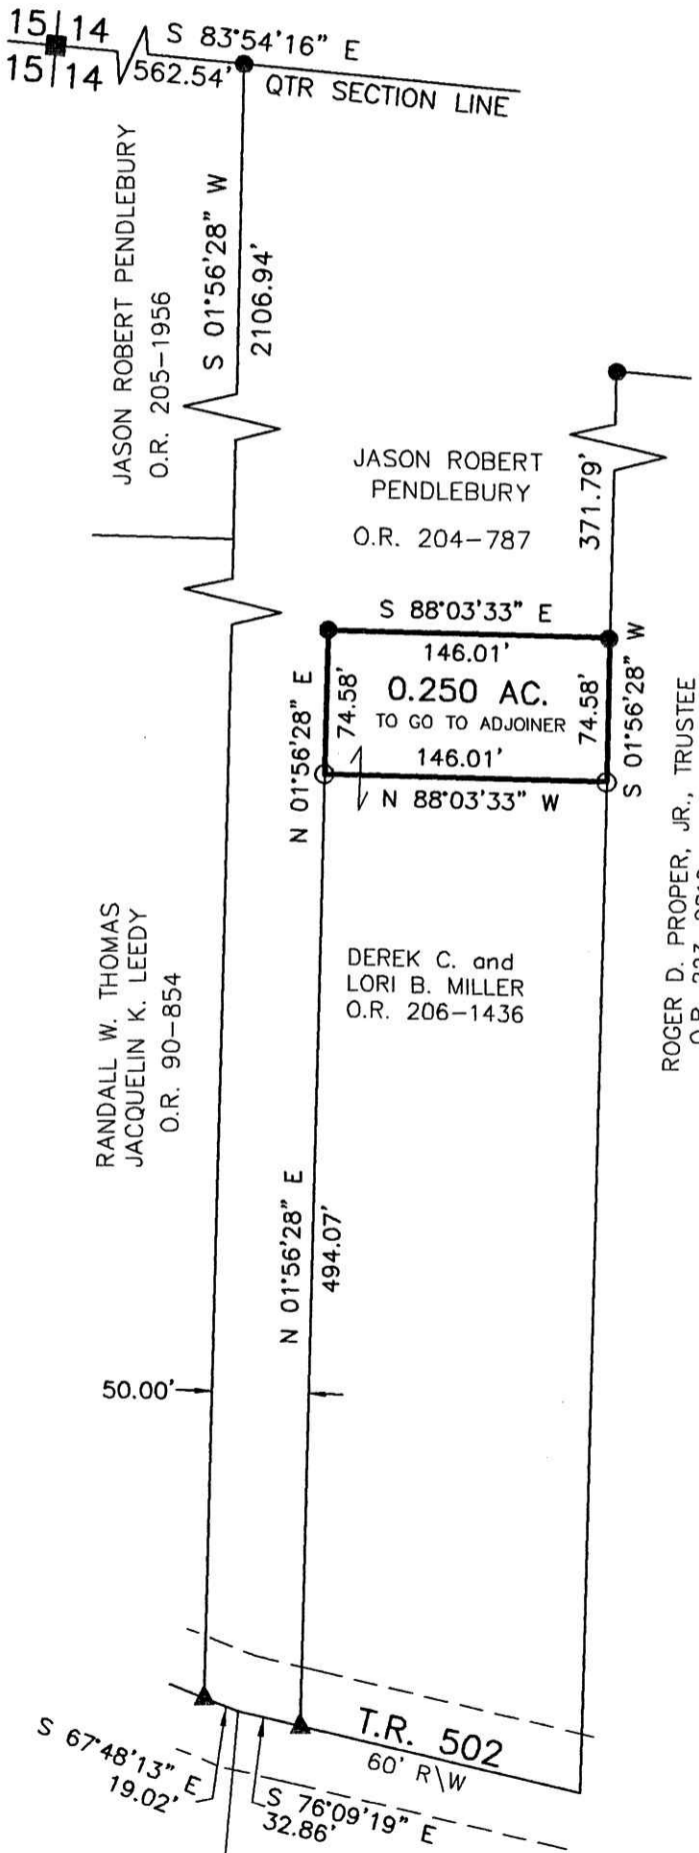 15|14
15|14
S 83°54'16" E
562.54'
QTR SECTION LINE
JASON ROBERT PENDLEBURY
O.R. 205-1956
S 01°56'28" W
2106.94'
JASON ROBERT
PENDLEBURY
O.R. 204-787
371.79'
S 88°03'33" E
146.01'
0.250 AC.
TO GO TO ADJOINER
146.01'
N 88°03'33" W
N 01°56'28" E
74.58'
74.58'
S 01°56'28" W
ROGER D. PROPER, JR., TRUSTEE
O.R.
RANDALL W. THOMAS
JACQUELIN K. LEEDY
O.R. 90-854
DEREK C. and
LORI B. MILLER
O.R. 206-1436
N 01°56'28" E
494.07'
50.00'
T.R. 502
60' R\W
S 67°48'13" E
19.02'
S 76°09'19" E
32.86'